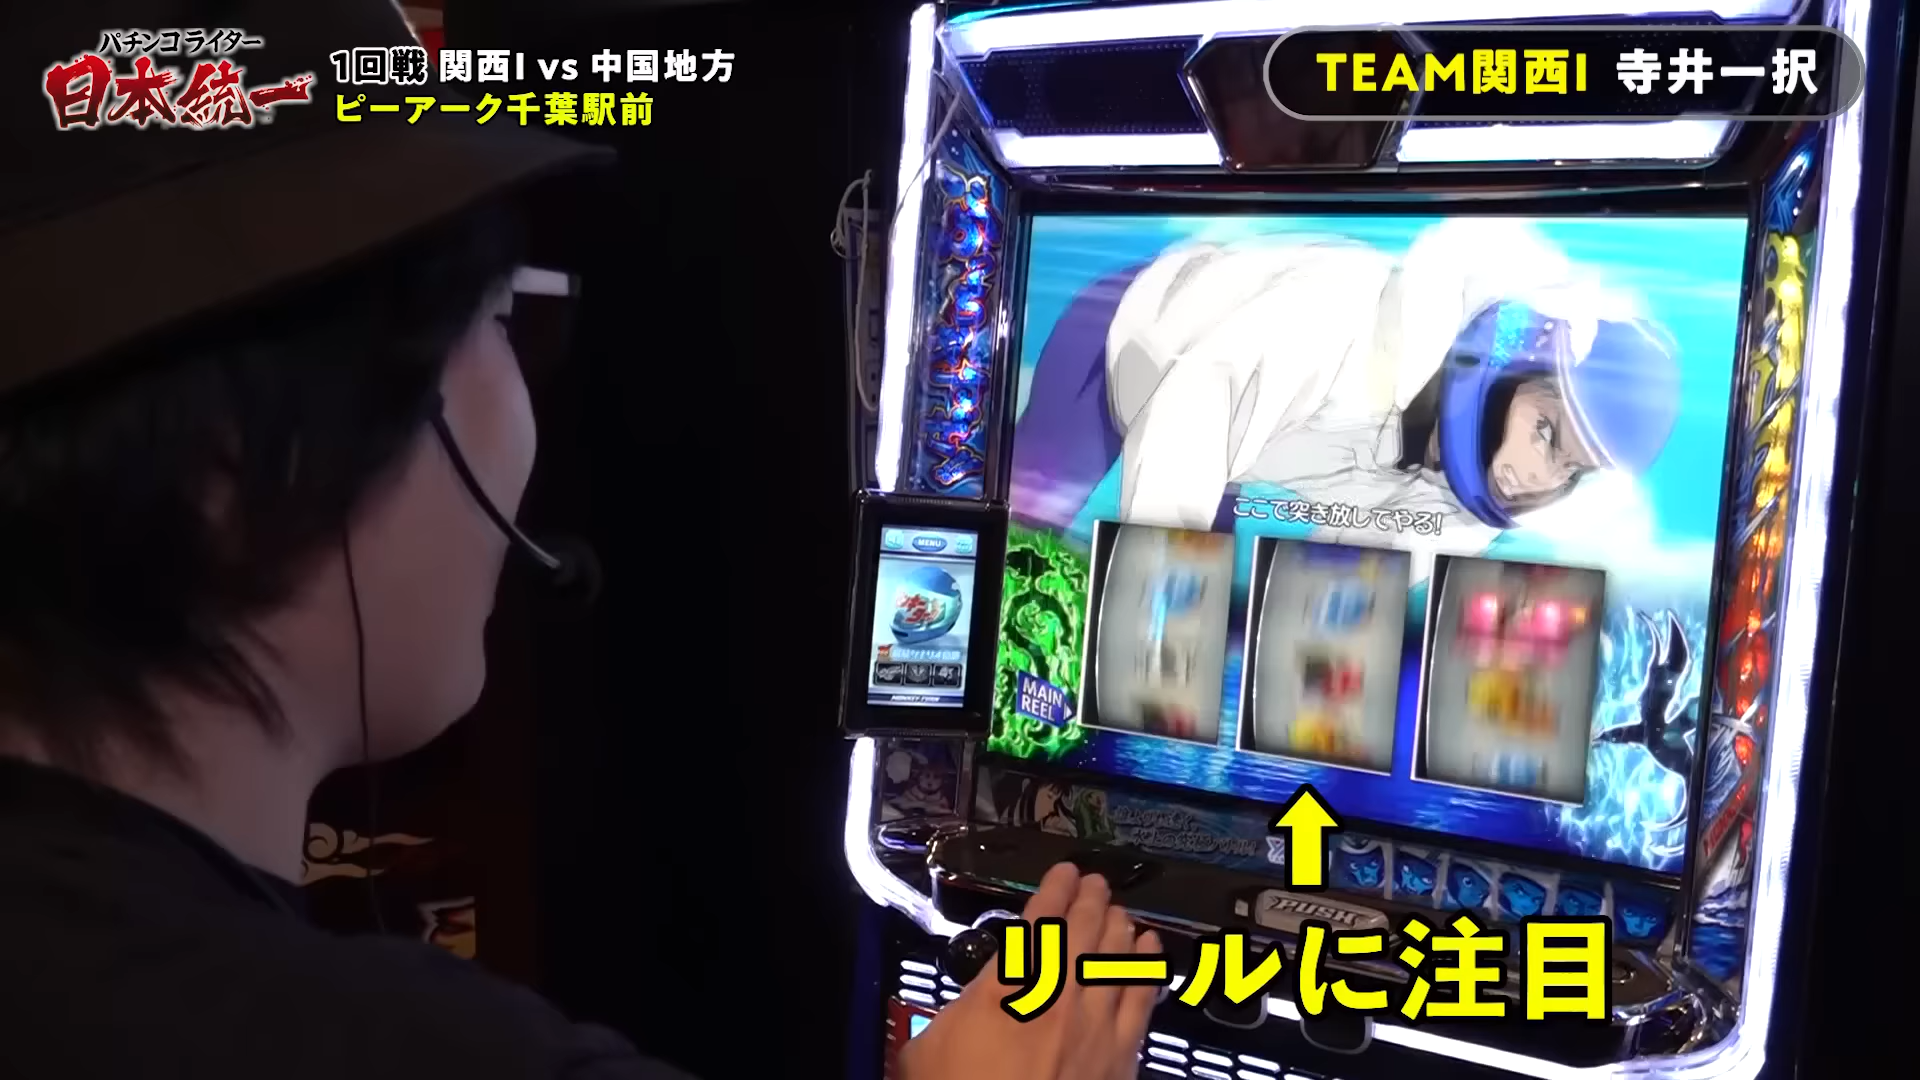 パチンコライター
日本統一
1回戦 関西I vs 中国地方
ピーアーク千葉駅前
TEAM関西I 寺井一択
ここで突き放してやる!
MENU
MAIN
REEL
PUSH
リールに注目